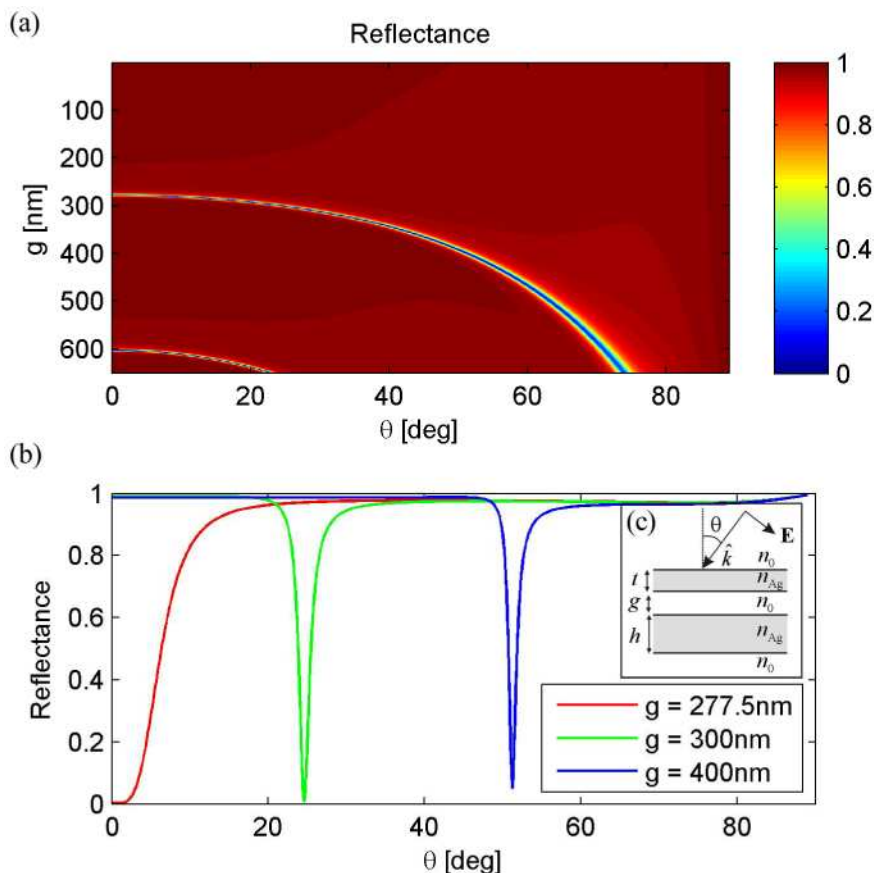 (a)
Reflectance
g [nm]
100
200
300
400
500
600
0
20
40
60
80
θ [deg]
1
0.8
0.6
0.4
0.2
0
(b)
Reflectance
1
0.8
0.6
0.4
0.2
0
0
20
40
60
80
θ [deg]
(c)
θ
E
k̂
n₀
t
n_Ag
g
n₀
h
n_Ag
n₀
g = 277.5nm
g = 300nm
g = 400nm